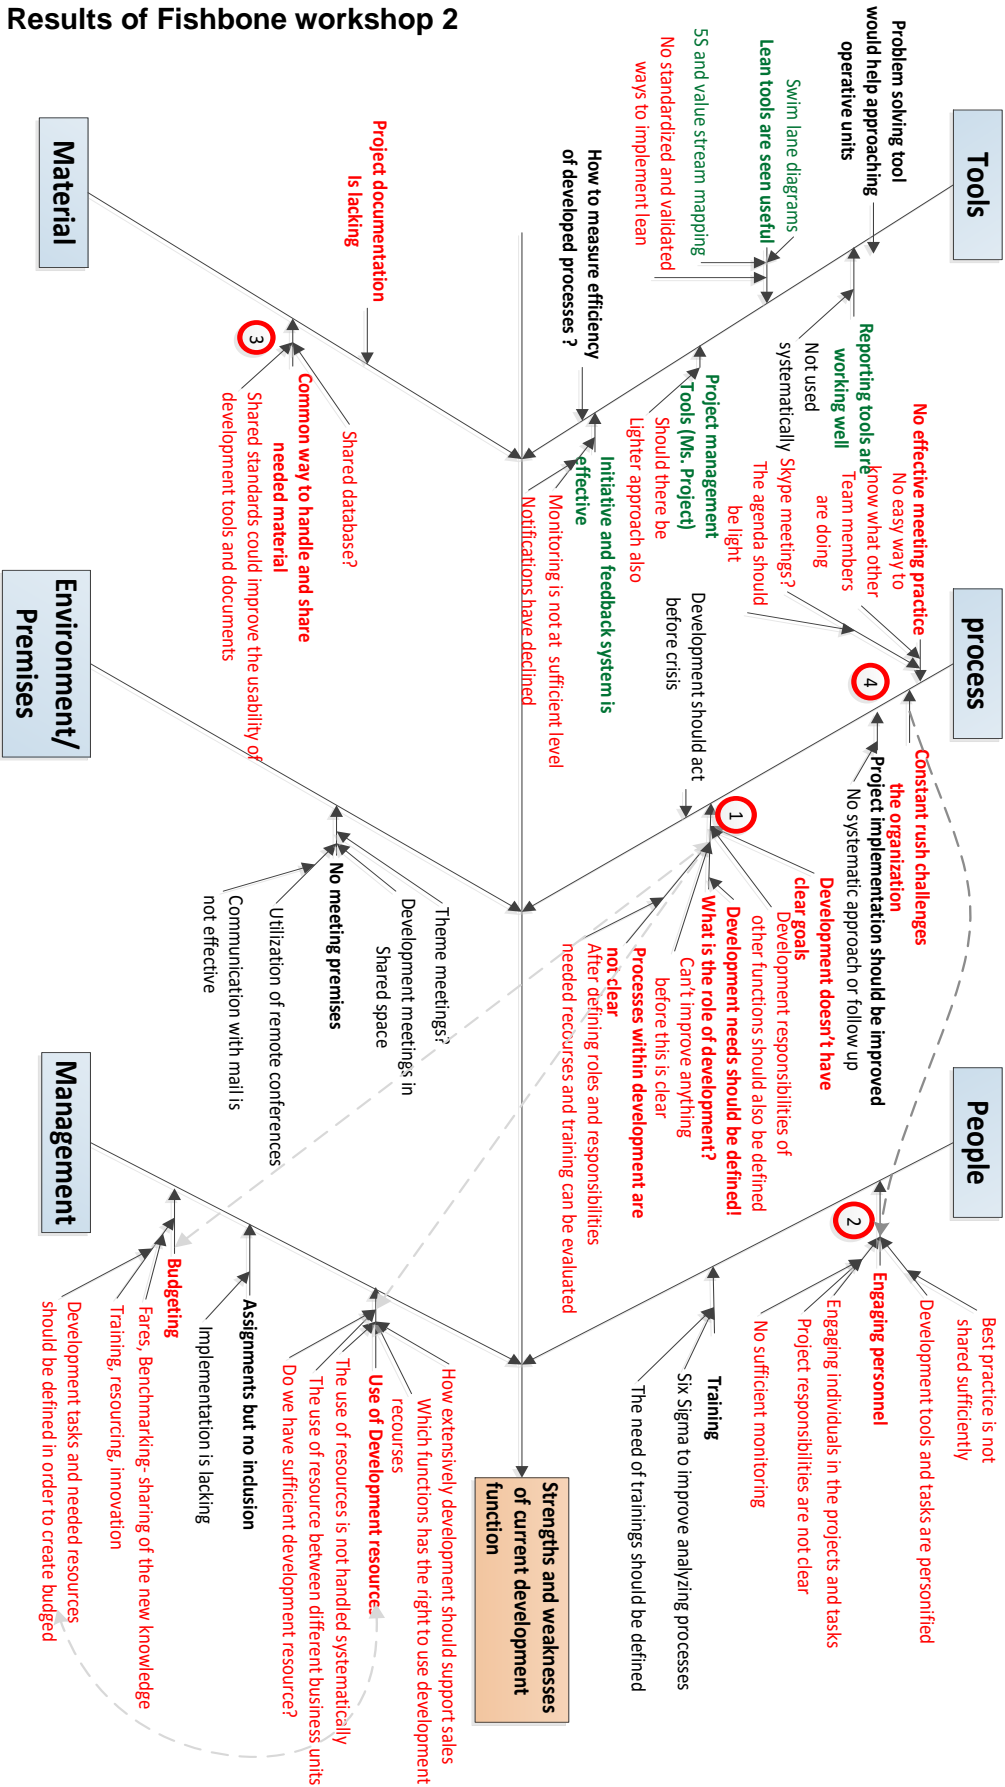 Results of Fishbone workshop 2
Tools
Problem solving tool
would help approaching
operative units
Reporting tools are
working well
Not used
systematically
Swim lane diagrams
Lean tools are seen useful
5S and value stream mapping
No standardized and validated
ways to implement lean
Project management
Tools (Ms. Project)
Should there be
Lighter approach also
How to measure efficiency
of developed processes ?
Initiative and feedback system is
effective
Monitoring is not at sufficient level
Notifications have declined
process
No effective meeting practice
No easy way to
know what other
Team members
are doing
Skype meetings?
The agenda should
be light
4
Constant rush challenges
the organization
Project implementation should be improved
No systematic approach or follow up
Development should act
before crisis
1
Development doesn't have
clear goals
Development responsibilities of
other functions should also be defined
Development needs should be defined!
What is the role of development?
Can't improve anything
before this is clear
Processes within development are
not clear
After defining roles and responsibilities
needed recourses and training can be evaluated
People
2
Best practice is not
shared sufficiently
Development tools and tasks are personified
Engaging personnel
Engaging individuals in the projects and tasks
Project responsibilities are not clear
No sufficient monitoring
Training
Six Sigma to improve analyzing processes
The need of trainings should be defined
Strengths and weaknesses
of current development
function
Material
Project documentation
Is lacking
3
Shared database?
Common way to handle and share
needed material
Shared standards could improve the usability of
development tools and documents
Environment/
Premises
Theme meetings?
Development meetings in
Shared space
No meeting premises
Utilization of remote conferences
Communication with mail is
not effective
Management
How extensively development should support sales
Which functions has the right to use development
recourses
Use of Development resources
The use of resources is not handled systematically
The use of resource between different business units
Do we have sufficient development resource?
Assignments but no inclusion
Implementation is lacking
Budgeting
Fares, Benchmarking- sharing of the new knowledge
Training, resourcing, innovation
Development tasks and needed resources
should be defined in order to create budged